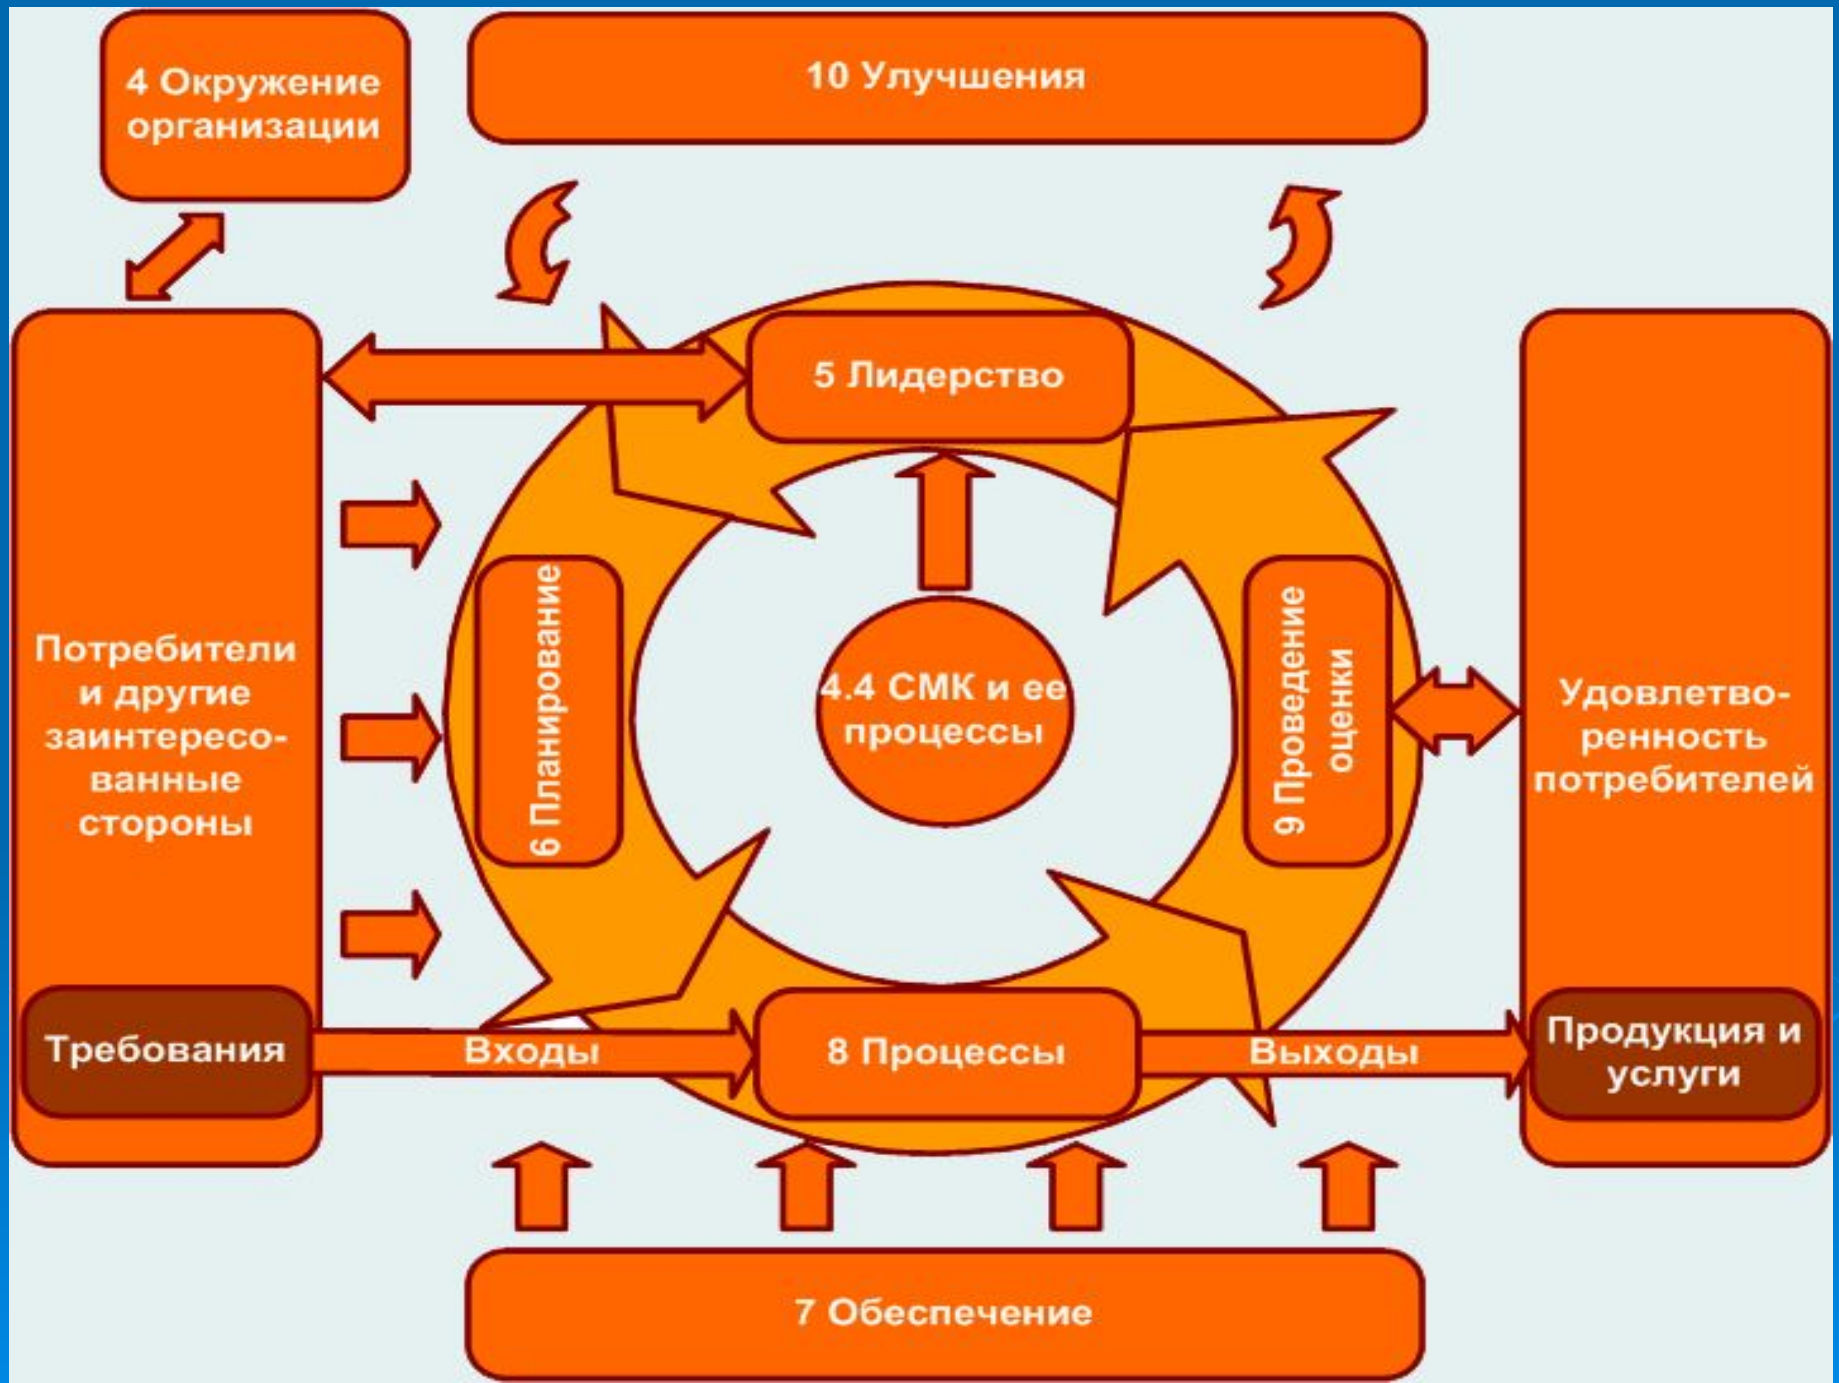 4 Окружение
организации
10 Улучшения
5 Лидерство
Потребители
и другие
заинтересо-
ванные
стороны
6 Планирование
4.4 СМК и ее
процессы
9 Проведение
оценки
Удовлетво-
ренность
потребителей
Требования
Входы
8 Процессы
Выходы
Продукция и
услуги
7 Обеспечение